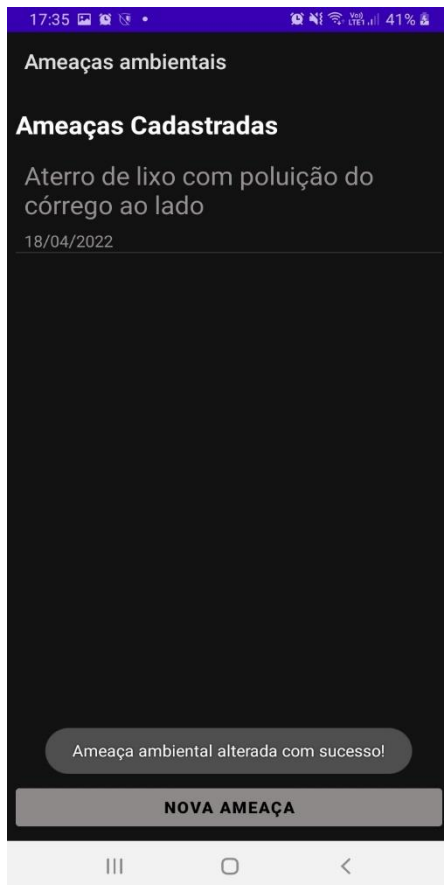 17:35 41%
Ameaças ambientais
Ameaças Cadastradas
Aterro de lixo com poluição do
córrego ao lado
18/04/2022
Ameaça ambiental alterada com sucesso!
NOVA AMEAÇA